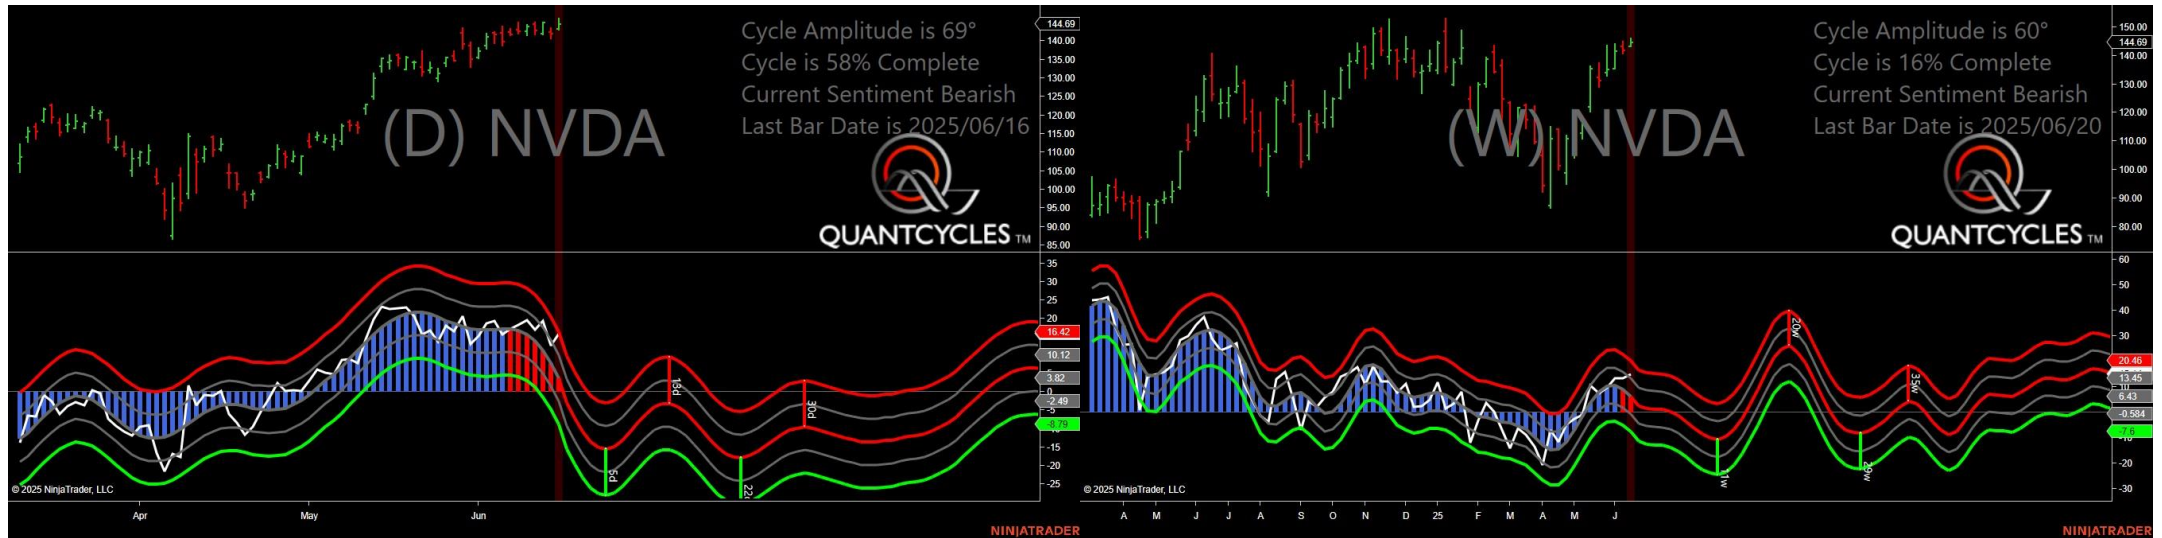 Cycle Amplitude is 69°
Cycle is 58% Complete
Current Sentiment Bearish
Last Bar Date is 2025/06/16
(D) NVDA
QUANTCYCLES TM
144.69
140.00
135.00
130.00
125.00
120.00
115.00
110.00
105.00
100.00
95.00
90.00
85.00
35
30
25
20
16.42
10.12
3.82
0
-2.49
-5
-8.79
-15
-20
-25
5d
13d
22
30d
© 2025 NinjaTrader, LLC
Apr May Jun
NINJATRADER
Cycle Amplitude is 60°
Cycle is 16% Complete
Current Sentiment Bearish
Last Bar Date is 2025/06/20
(W) NVDA
QUANTCYCLES TM
150.00
144.69
140.00
130.00
120.00
110.00
100.00
90.00
80.00
60
50
40
30
20.46
13.45
6.43
-0.584
-7.6
-20
-30
11w
20w
29w
35w
© 2025 NinjaTrader, LLC
A M J J A S O N D 25 F M A M J
NINJATRADER